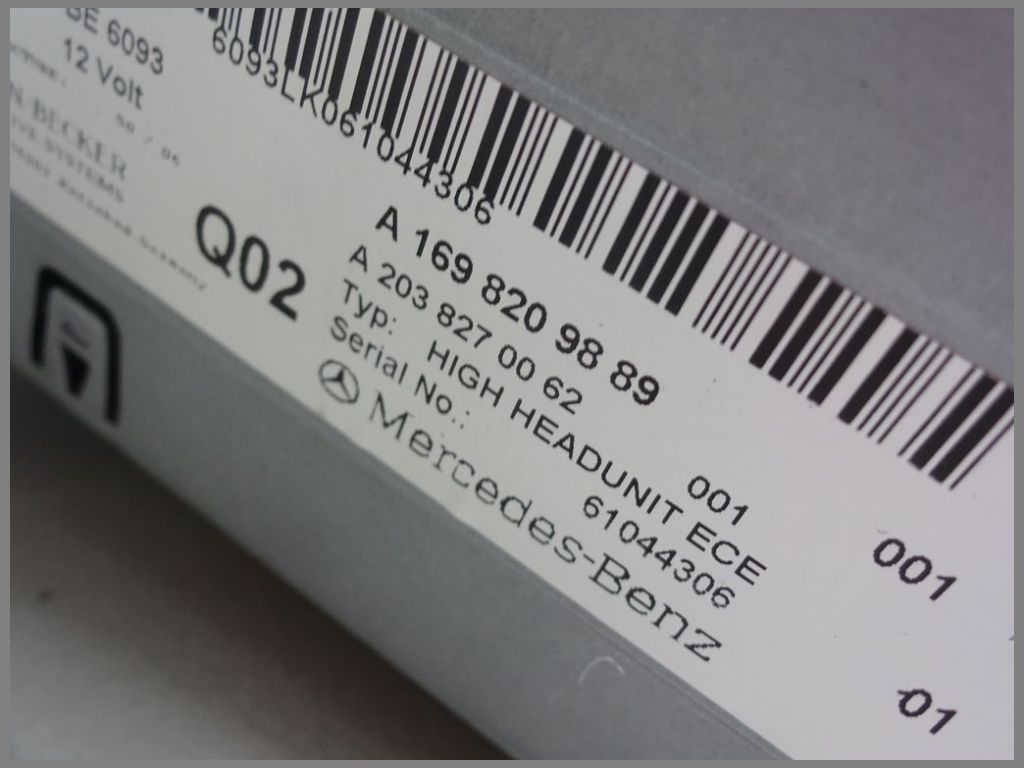 BE 6093
12 Volt
BECKER
SYSTEMS
6093LK061044306
Q02
A 169 820 98 89
A 203 827 00 62 001
Typ: HIGH HEADUNIT ECE
Serial No.: 61044306
Mercedes-Benz
001
01